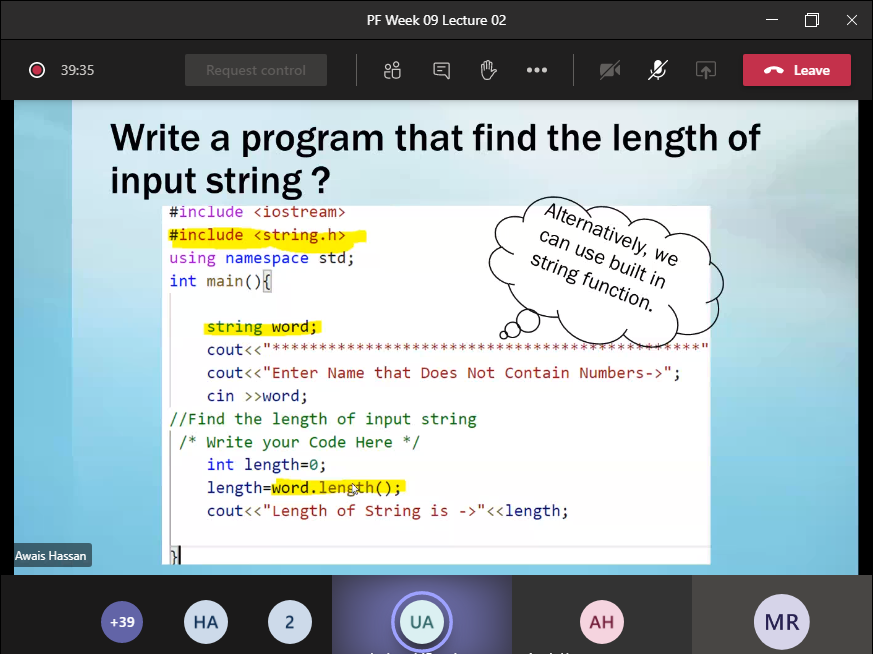 PF Week 09 Lecture 02
39:35
Request control
Leave
Write a program that find the length of
input string ?
#include <iostream>
#include <string.h>
using namespace std;
int main(){
string word;
cout<<"**********************************************"
cout<<"Enter Name that Does Not Contain Numbers->";
cin >>word;
//Find the length of input string
/* Write your Code Here */
int length=0;
length=word.length();
cout<<"Length of String is ->"<<length;
}
Alternatively, we
can use built in
string function.
Awais Hassan
+39
HA
2
UA
AH
MR